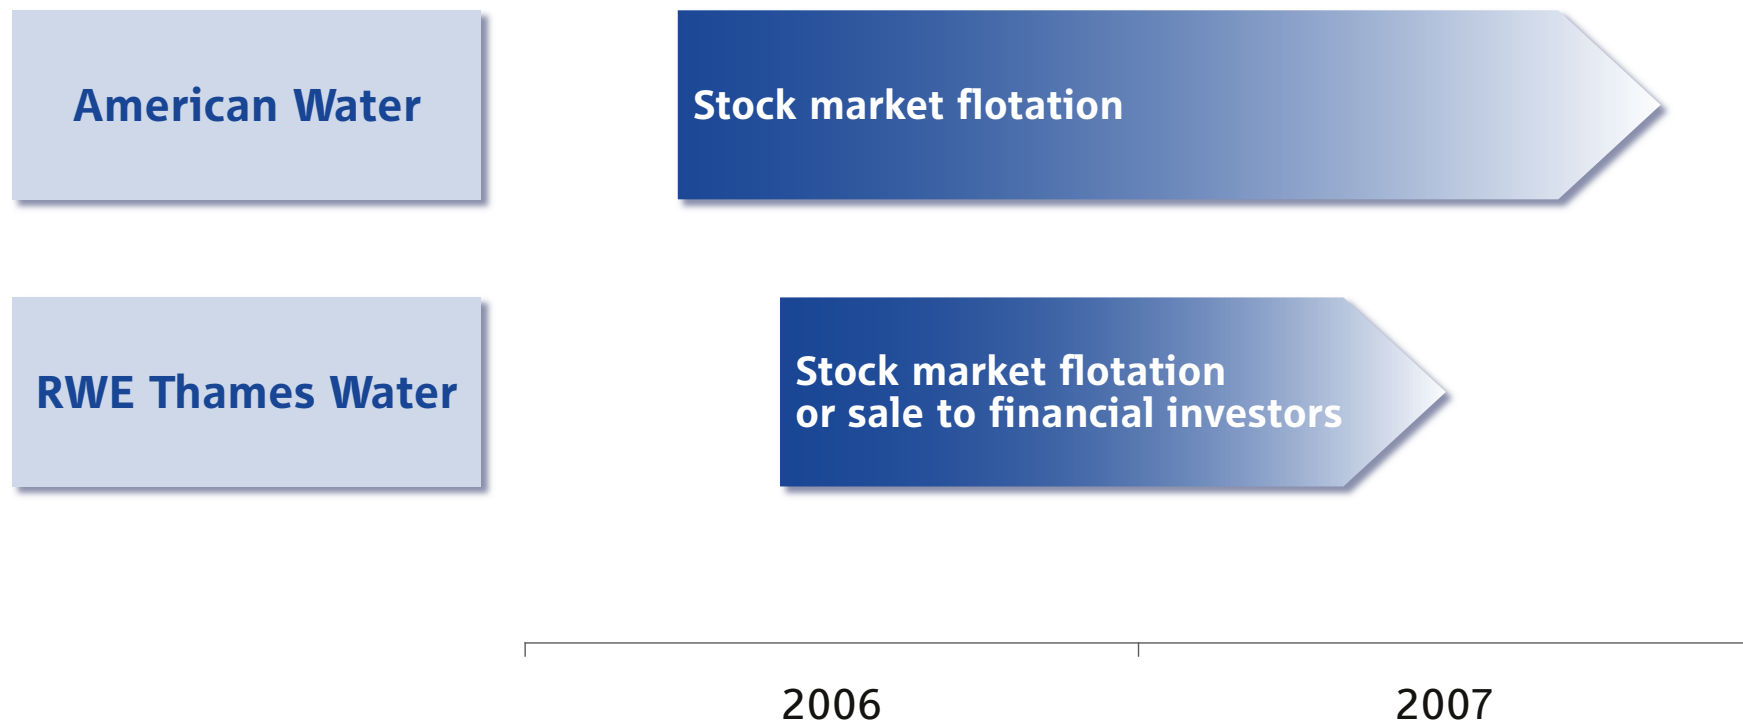 American Water
Stock market flotation
RWE Thames Water
Stock market flotation
or sale to financial investors
2006
2007